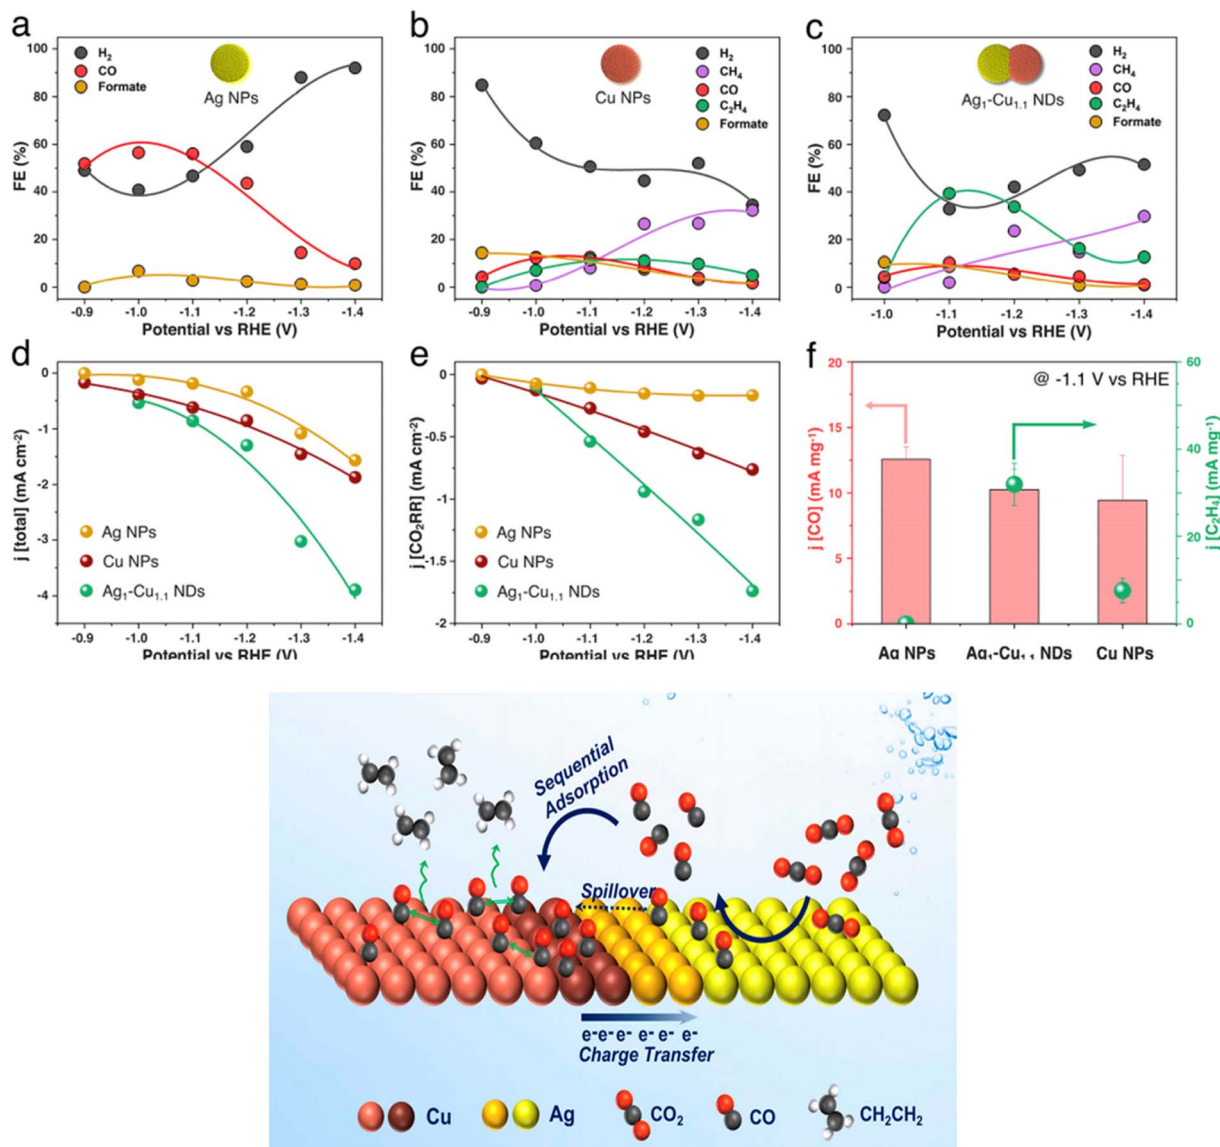 a
100
80
60
40
20
0
FE (%)
H₂
CO
Formate
Ag NPs
-0.9 -1.0 -1.1 -1.2 -1.3 -1.4
Potential vs RHE (V)
b
100
80
60
40
20
0
FE (%)
H₂
CH₄
CO
C₂H₄
Formate
Cu NPs
-0.9 -1.0 -1.1 -1.2 -1.3 -1.4
Potential vs RHE (V)
c
100
80
60
40
20
0
FE (%)
H₂
CH₄
CO
C₂H₄
Formate
Ag₁-Cu₁.₁ NDs
-1.0 -1.1 -1.2 -1.3 -1.4
Potential vs RHE (V)
d
0
-1
-2
-3
-4
j [total] (mA cm⁻²)
Ag NPs
Cu NPs
Ag₁-Cu₁.₁ NDs
-0.9 -1.0 -1.1 -1.2 -1.3 -1.4
Potential vs RHE (V)
e
0
-0.5
-1
-1.5
-2
j [CO₂RR] (mA cm⁻²)
Ag NPs
Cu NPs
Ag₁-Cu₁.₁ NDs
-0.9 -1.0 -1.1 -1.2 -1.3 -1.4
Potential vs RHE (V)
f
20
15
10
5
0
j [CO] (mA mg⁻¹)
@ -1.1 V vs RHE
60
40
20
0
j [C₂H₄] (mA mg⁻¹)
Ag NPs Ag₁-Cu₁.₁ NDs Cu NPs
Sequential
Adsorption
Spillover
e- e- e- e- e- e-
Charge Transfer
Cu Ag CO₂ CO CH₂CH₂